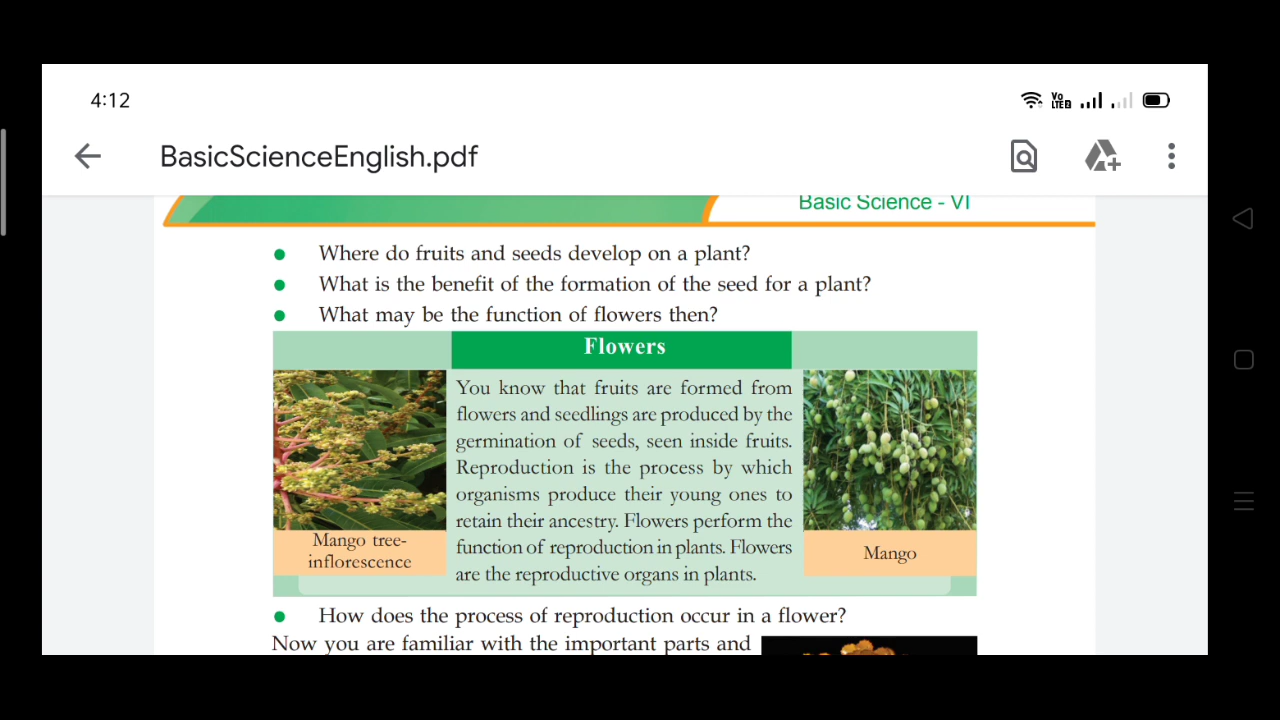 4:12
Vo
LTE2
BasicScienceEnglish.pdf
Basic Science - VI
Where do fruits and seeds develop on a plant?
What is the benefit of the formation of the seed for a plant?
What may be the function of flowers then?
Flowers
You know that fruits are formed from
flowers and seedlings are produced by the
germination of seeds, seen inside fruits.
Reproduction is the process by which
organisms produce their young ones to
retain their ancestry. Flowers perform the
function of reproduction in plants. Flowers
are the reproductive organs in plants.
Mango tree-
inflorescence
Mango
How does the process of reproduction occur in a flower?
Now you are familiar with the important parts and